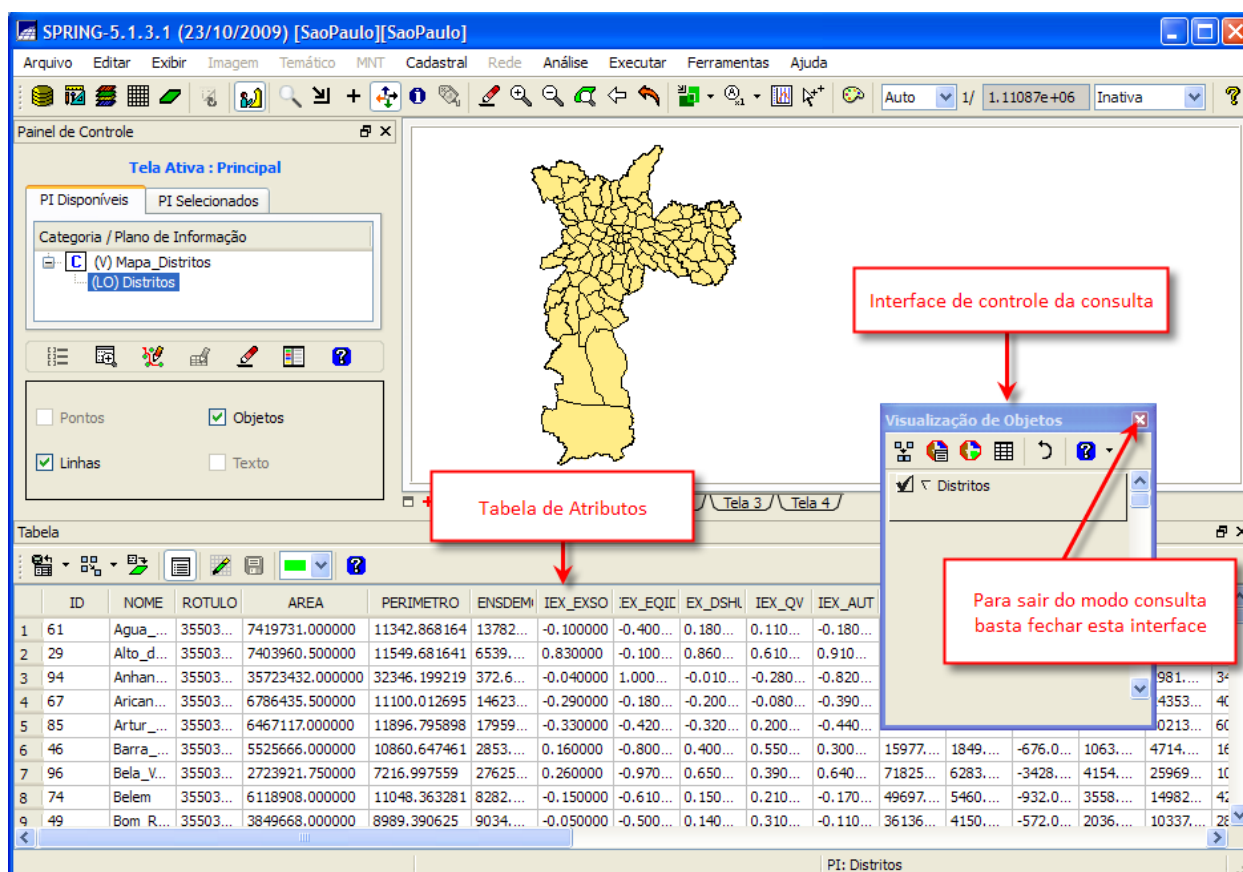 SPRING-5.1.3.1 (23/10/2009) [SaoPaulo][SaoPaulo]
Arquivo Editar Exibir Imagem Temático MNT Cadastral Rede Análise Executar Ferramentas Ajuda
Auto 1/ 1.11087e+06 Inativa
Painel de Controle
Tela Ativa : Principal
PI Disponíveis PI Selecionados
Categoria / Plano de Informação
C (V) Mapa_Distritos
(LO) Distritos
Pontos Objetos
Linhas Texto
Interface de controle da consulta
Visualização de Objetos
Distritos
Tabela de Atributos
Tela 3 Tela 4
Para sair do modo consulta
basta fechar esta interface
Tabela
ID NOME ROTULO AREA PERIMETRO ENSDEM IEX_EXSO IEX_QV IEX_AUT
1 61 Agua_... 35503... 7419731.000000 11342.868164 13782... -0.100000 -0.400... 0.180... 0.110... -0.180...
2 29 Alto_d... 35503... 7403960.500000 11549.681641 6539.... 0.830000 -0.100... 0.860... 0.610... 0.910...
3 94 Anhan... 35503... 35723432.000000 32346.199219 372.6... -0.040000 1.000... -0.010... -0.280... -0.820... 981....
4 67 Arican... 35503... 6786435.500000 11100.012695 14623... -0.290000 -0.180... -0.200... -0.080... -0.390... 4353...
5 85 Artur_... 35503... 6467117.000000 11896.795898 17959... -0.330000 -0.420... -0.320... 0.200... -0.440... 0213...
6 46 Barra_... 35503... 5525666.000000 10860.647461 2853.... 0.160000 -0.800... 0.400... 0.550... 0.300... 15977.... 1849.... -676.0... 1063.... 4714....
7 96 Bela_V... 35503... 2723921.750000 7216.997559 27625... 0.260000 -0.970... 0.650... 0.390... 0.640... 71825... 6283.... -3428.... 4154.... 25969...
8 74 Belem 35503... 6118908.000000 11048.363281 8282.... -0.150000 -0.610... 0.150... 0.210... -0.170... 49697.... 5460.... -932.0... 3558.... 14982...
9 49 Bom_R... 35503... 3849668.000000 8989.390625 9034.... -0.050000 -0.500... 0.140... 0.310... -0.110... 36136... 4150.... -572.0... 2036.... 10337....
PI: Distritos